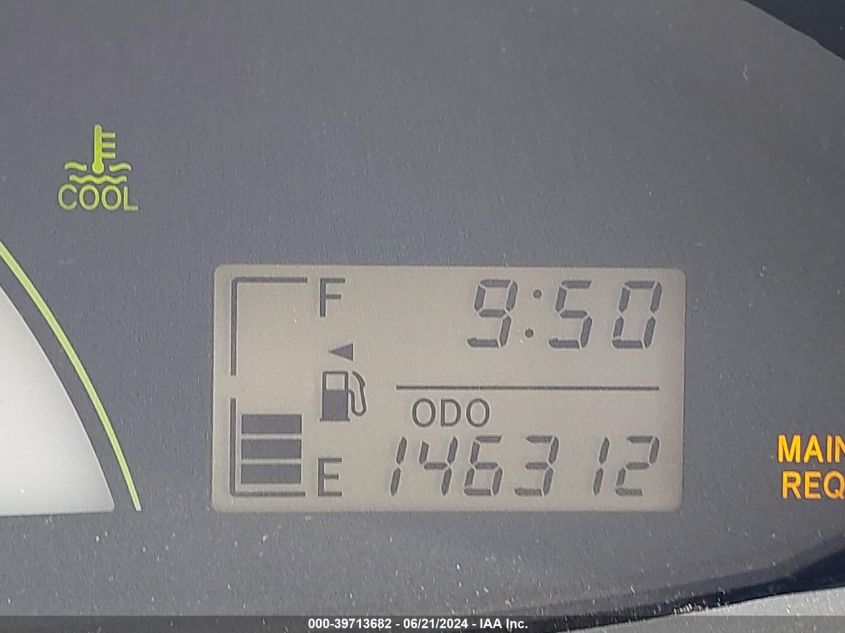 COOL
F
9:50
ODO
E
146312
MAIN
REQ
000-39713682 - 06/21/2024 - IAA Inc.